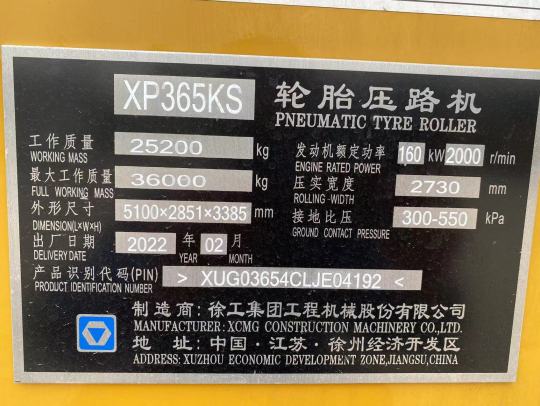 XP365KS 轮胎压路机
PNEUMATIC TYRE ROLLER
工作质量 25200 kg
WORKING MASS
最大工作质量 36000 kg
FULL WORKING MASS
外形尺寸 5100×2851×3385 mm
DIMENSION(L×W×H)
出厂日期 2022 年 02 月
DELIVERY DATE YEAR MONTH
发动机额定功率 160 kW 2000 r/min
ENGINE RATED POWER
压实宽度 2730 mm
ROLLING-WIDTH
接地比压 300-550 kPa
GROUND CONTACT PRESSURE
产品识别代码(PIN) > XUG03654CLJE04192 <
PRODUCT IDENTIFICATION NUMBER
制造商:徐工集团工程机械股份有限公司
MANUFACTURER: XCMG CONSTRUCTION MACHINERY CO.,LTD.
地 址:中国·江苏·徐州经济开发区
ADDRESS: XUZHOU ECONOMIC DEVELOPMENT ZONE,JIANGSU,CHINA